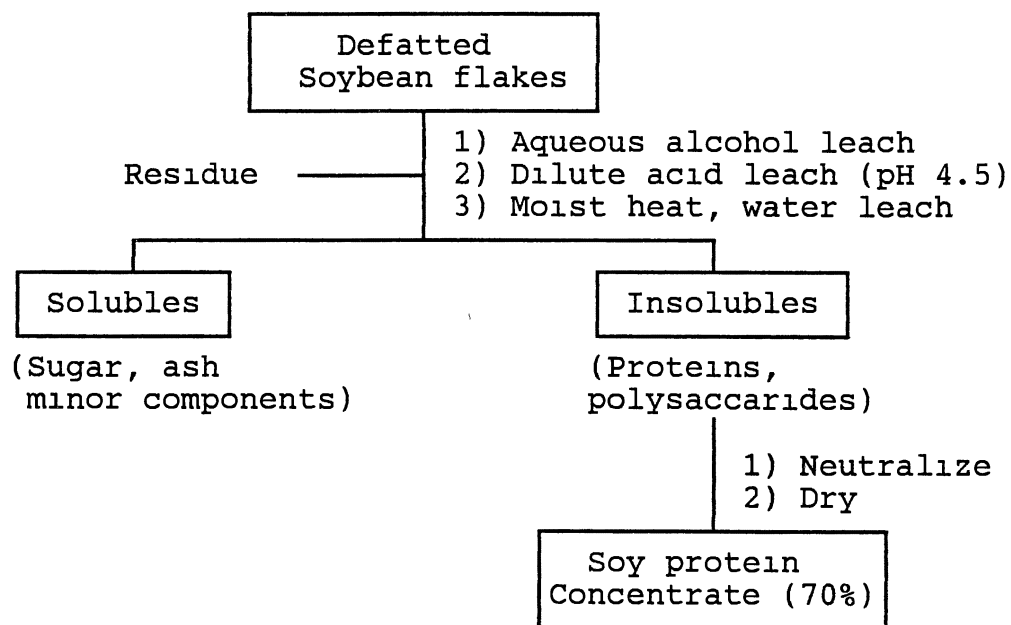 Defatted
Soybean flakes
1) Aqueous alcohol leach
Residue
2) Dilute acid leach (pH 4.5)
3) Moist heat, water leach
Solubles
Insolubles
(Sugar, ash
minor components)
(Proteins,
polysaccarides)
1) Neutralize
2) Dry
Soy protein
Concentrate (70%)